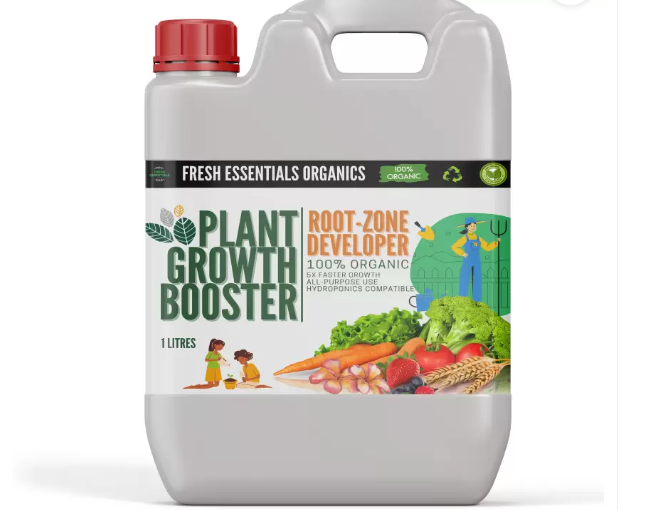 FRESH ESSENTIALS ORGANICS
100%
ORGANIC
PLANT
GROWTH
BOOSTER
ROOT-ZONE
DEVELOPER
100% ORGANIC
5X FASTER GROWTH
ALL-PURPOSE USE
HYDROPONICS COMPATIBLE
1 LITRES